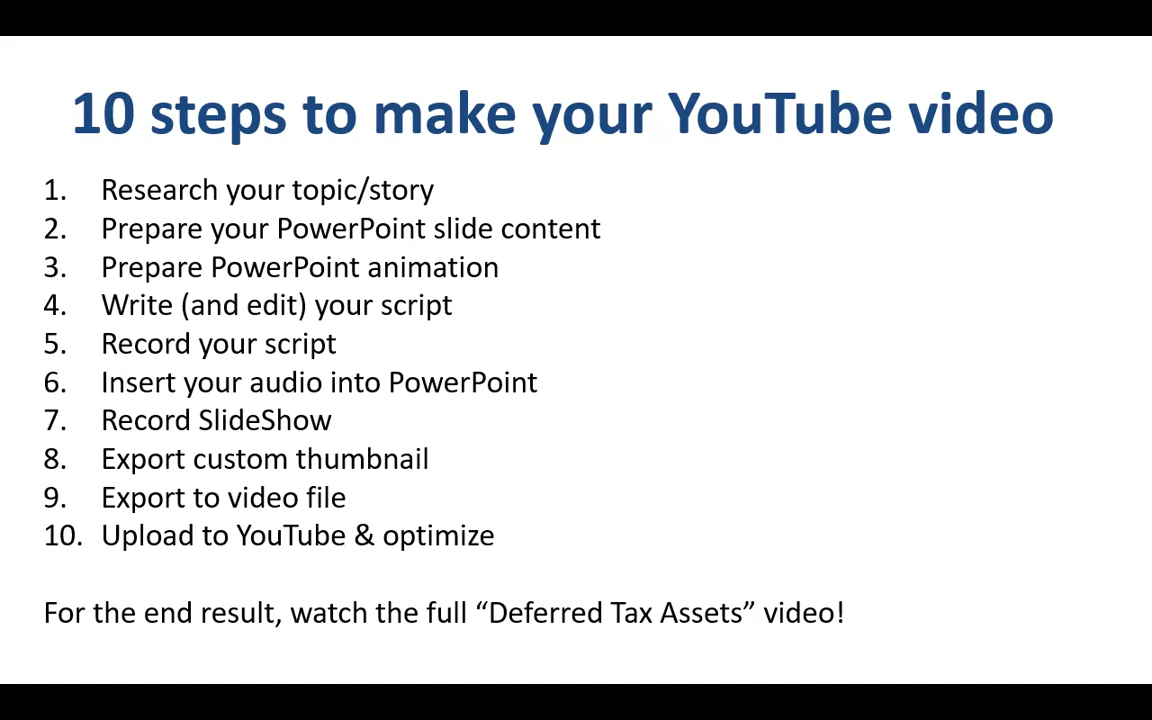 10 steps to make your YouTube video
1. Research your topic/story
2. Prepare your PowerPoint slide content
3. Prepare PowerPoint animation
4. Write (and edit) your script
5. Record your script
6. Insert your audio into PowerPoint
7. Record SlideShow
8. Export custom thumbnail
9. Export to video file
10. Upload to YouTube & optimize
For the end result, watch the full “Deferred Tax Assets” video!